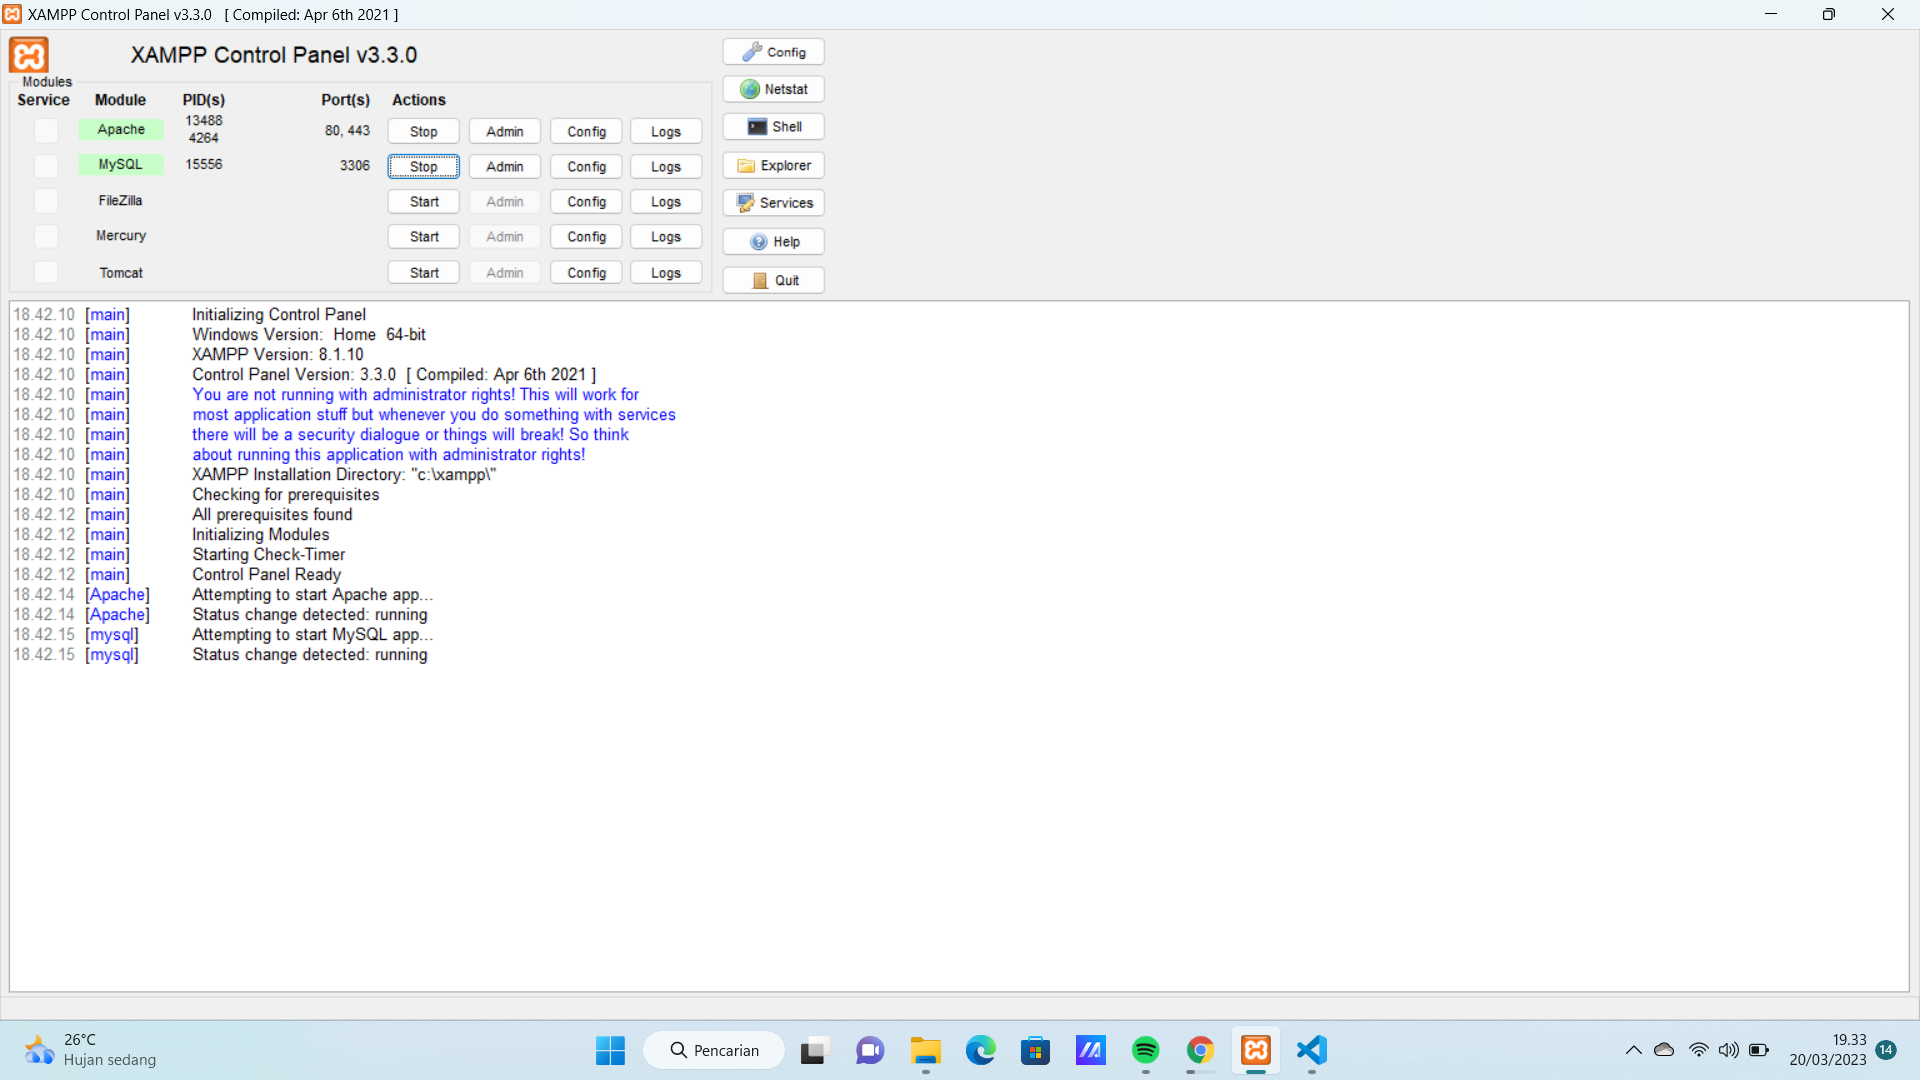 XAMPP Control Panel v3.3.0 [ Compiled: Apr 6th 2021 ]
XAMPP Control Panel v3.3.0
Config
Modules
Service Module PID(s) Port(s) Actions
Netstat
Apache 13488 4264 80, 443 Stop Admin Config Logs
Shell
MySQL 15556 3306 Stop Admin Config Logs
Explorer
FileZilla Start Admin Config Logs
Services
Mercury Start Admin Config Logs
Help
Tomcat Start Admin Config Logs
Quit
18.42.10 [main] Initializing Control Panel
18.42.10 [main] Windows Version: Home 64-bit
18.42.10 [main] XAMPP Version: 8.1.10
18.42.10 [main] Control Panel Version: 3.3.0 [ Compiled: Apr 6th 2021 ]
18.42.10 [main] You are not running with administrator rights! This will work for
18.42.10 [main] most application stuff but whenever you do something with services
18.42.10 [main] there will be a security dialogue or things will break! So think
18.42.10 [main] about running this application with administrator rights!
18.42.10 [main] XAMPP Installation Directory: "c:\xampp\"
18.42.10 [main] Checking for prerequisites
18.42.12 [main] All prerequisites found
18.42.12 [main] Initializing Modules
18.42.12 [main] Starting Check-Timer
18.42.12 [main] Control Panel Ready
18.42.14 [Apache] Attempting to start Apache app...
18.42.14 [Apache] Status change detected: running
18.42.15 [mysql] Attempting to start MySQL app...
18.42.15 [mysql] Status change detected: running
26°C
Hujan sedang
Pencarian
19.33
20/03/2023
14